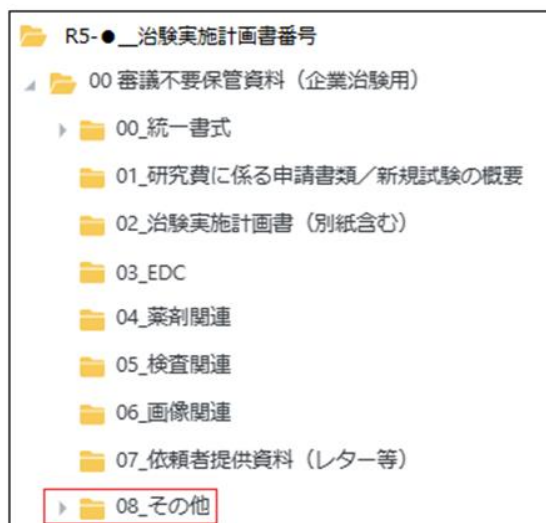 R5-●__治験実施計画書番号
00 審議不要保管資料（企業治験用）
00_統一書式
01_研究費に係る申請書類／新規試験の概要
02_治験実施計画書（別紙含む）
03_EDC
04_薬剤関連
05_検査関連
06_画像関連
07_依頼者提供資料（レター等）
08_その他